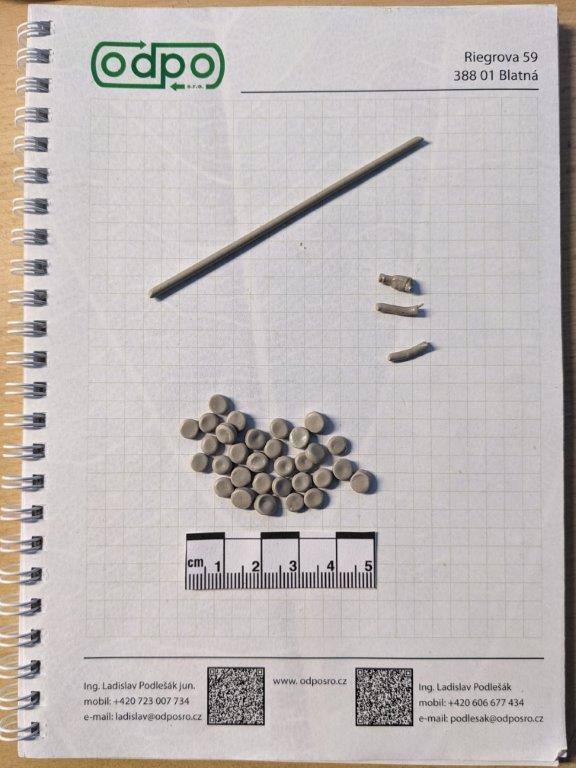 odpo
s.r.o.
Riegrova 59
388 01 Blatná
cm 1 2 3 4 5
Ing. Ladislav Podlešák jun.
mobil: +420 723 007 734
e-mail: ladislav@odposro.cz
www. odposro.cz
Ing. Ladislav Podlešák
mobil: +420 606 677 434
e-mail: podlesak@odposro.cz